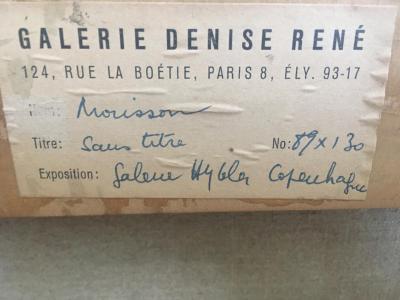 GALERIE DENISE RENÉ
124, RUE LA BOÉTIE, PARIS 8, ÉLY. 93-17
Nom: Morisson
Titre: Sans titre No: 89 x 130
Exposition: Galerie Hybler Copenhague